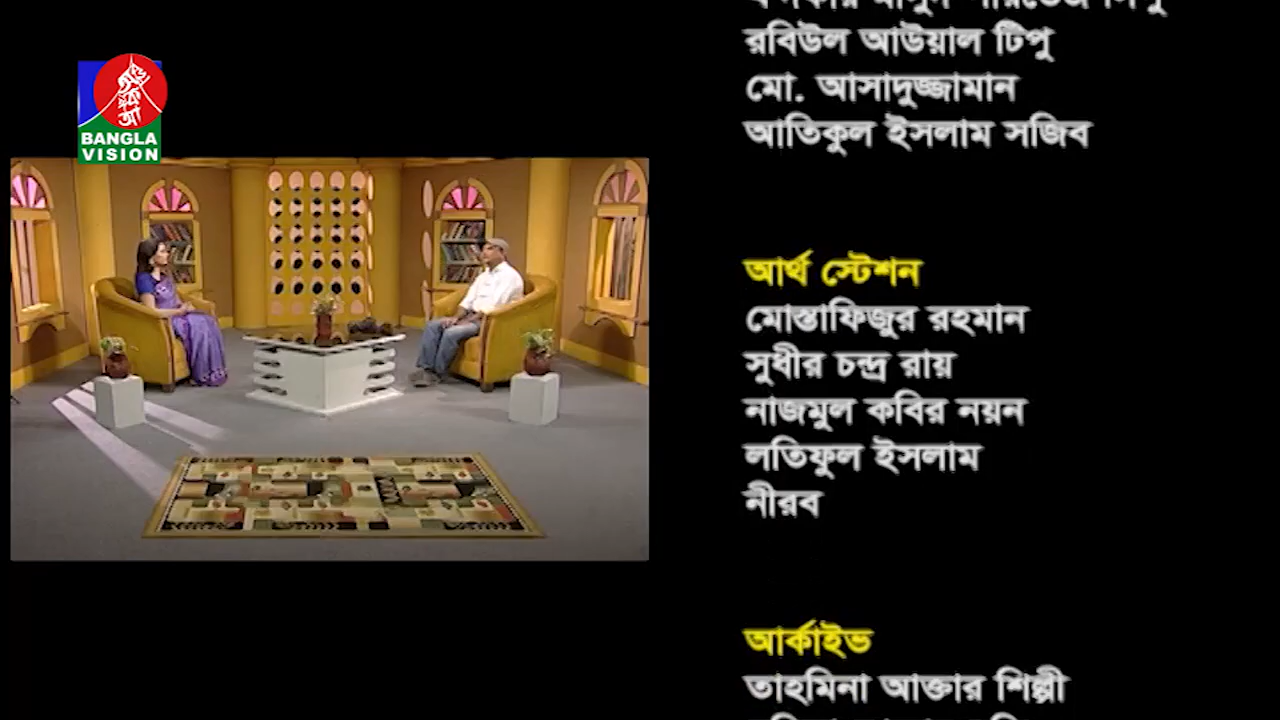 BANGLA
VISION
রবিউল আউয়াল টিপু
মো. আসাদুজ্জামান
আতিকুল ইসলাম সজিব
আর্থ স্টেশন
মোস্তাফিজুর রহমান
সুধীর চন্দ্র রায়
নাজমুল কবির নয়ন
লতিফুল ইসলাম
নীরব
আর্কাইভ
তাহমিনা আক্তার শিল্পী